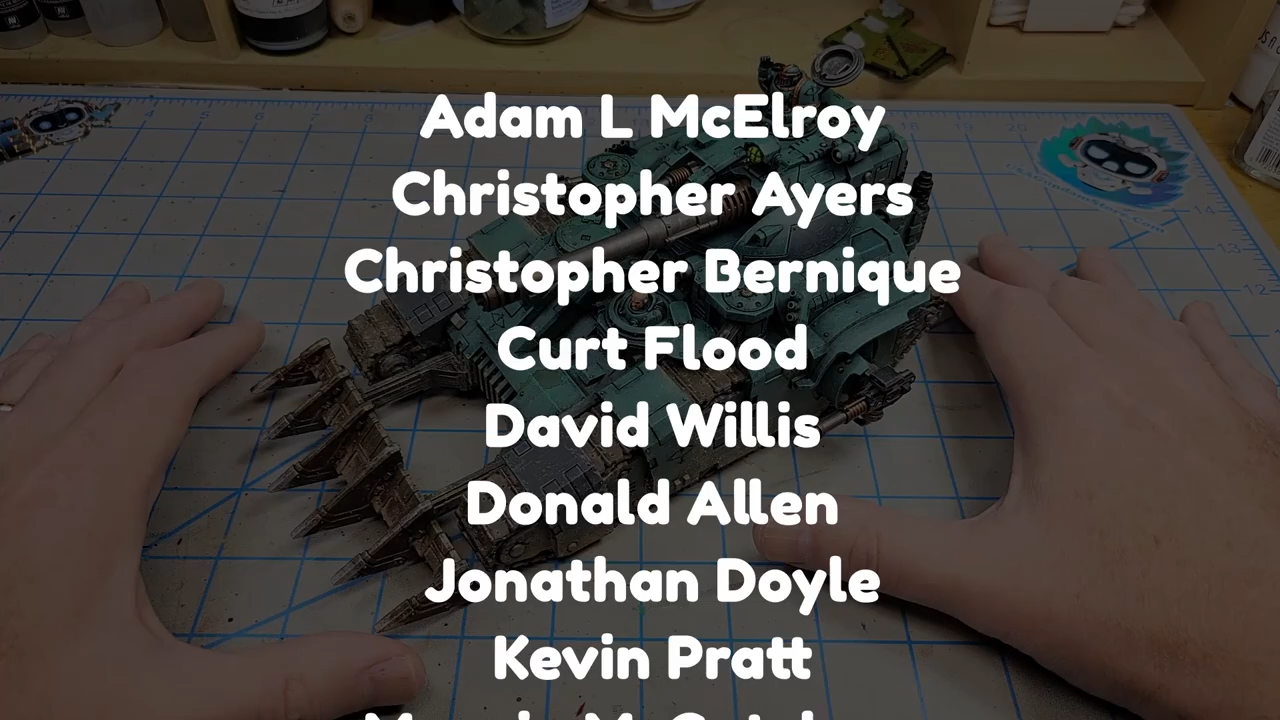 Adam L McElroy
Christopher Ayers
Christopher Bernique
Curt Flood
David Willis
Donald Allen
Jonathan Doyle
Kevin Pratt